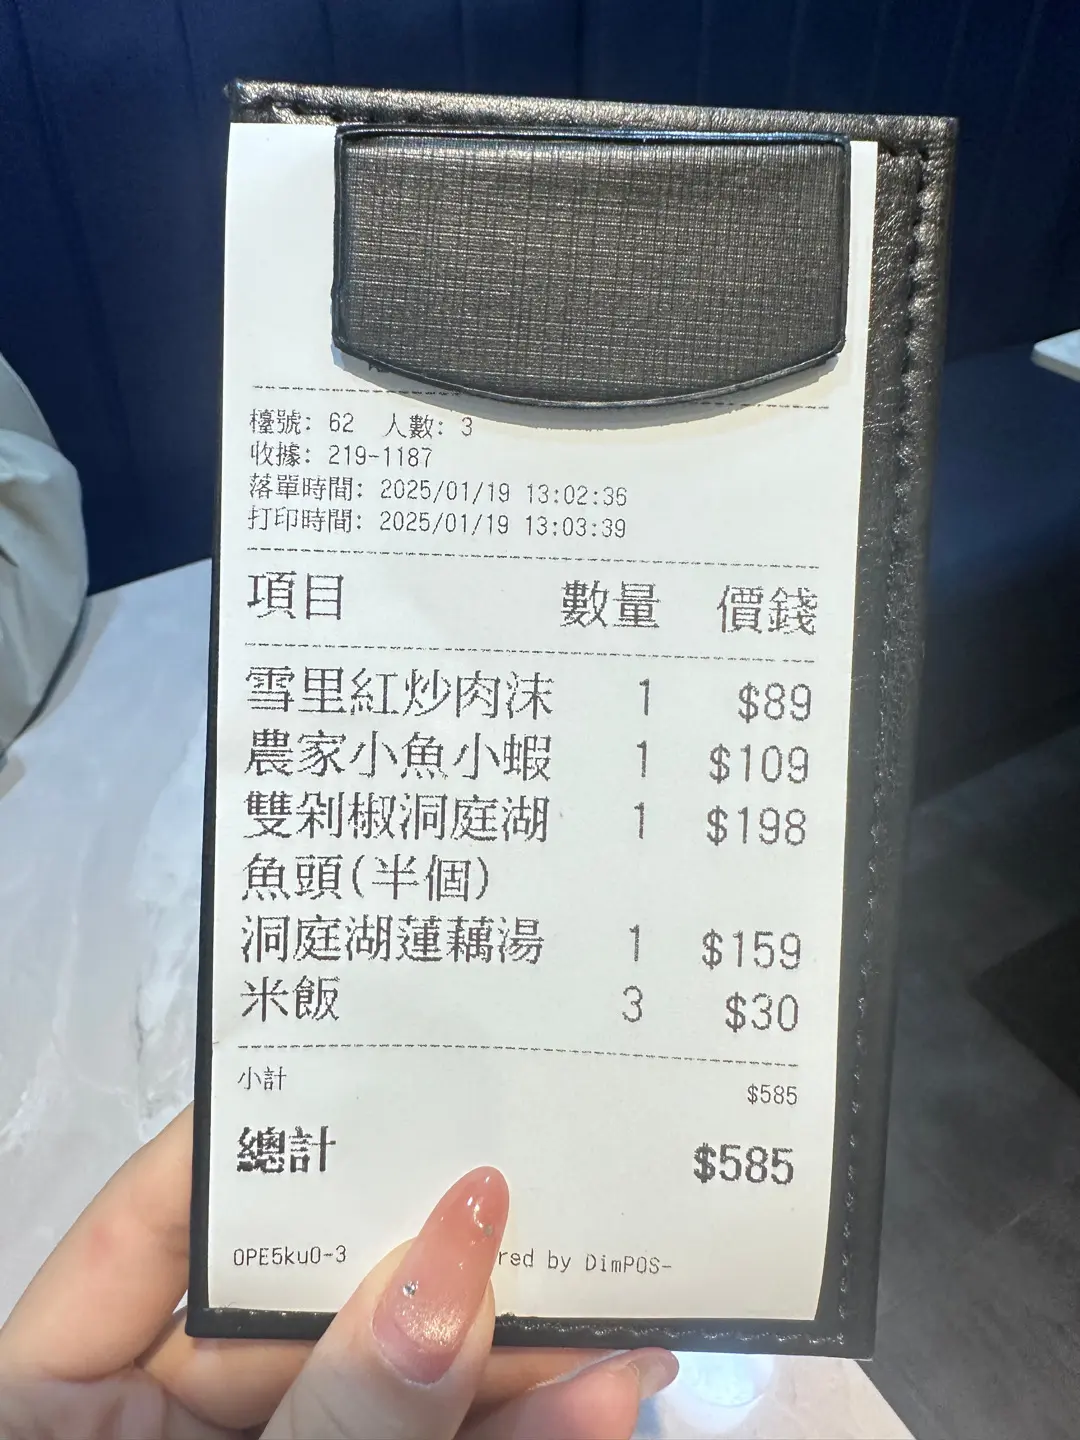 檯號: 62 人數: 3
收據: 219-1187
落單時間: 2025/01/19 13:02:36
打印時間: 2025/01/19 13:03:39
項目 數量 價錢
雪里紅炒肉沫 1 $89
農家小魚小蝦 1 $109
雙剁椒洞庭湖 1 $198
魚頭(半個)
洞庭湖蓮藕湯 1 $159
米飯 3 $30
小計 $585
總計 $585
OPE5kuO-3 red by DimPOS-